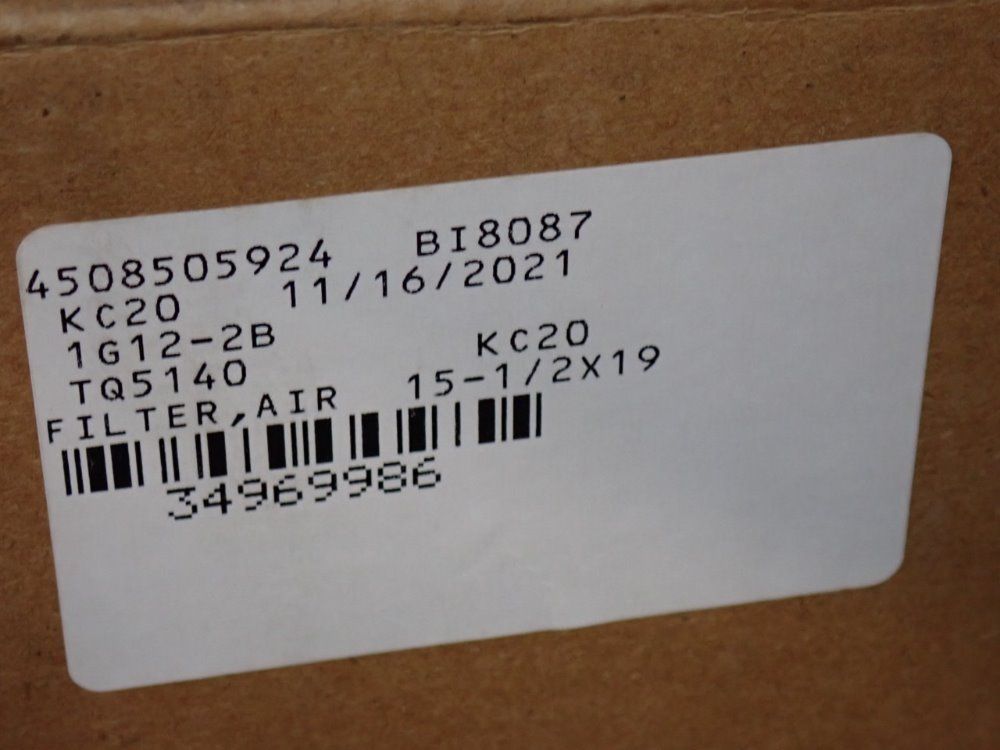 4508505924 BI8087
KC20 11/16/2021
1G12-2B
TQ5140 KC20
FILTER,AIR 15-1/2X19
34969986